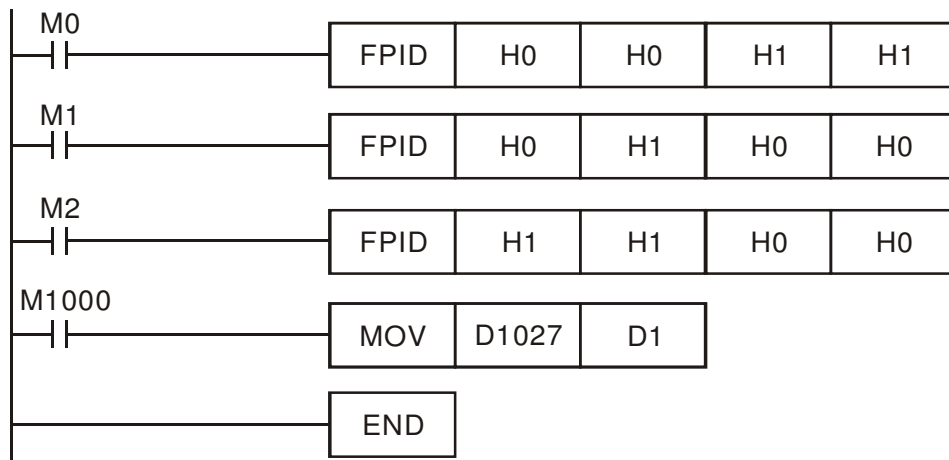 M0
FPID H0 H0 H1 H1
M1
FPID H0 H1 H0 H0
M2
FPID H1 H1 H0 H0
M1000
MOV D1027 D1
END